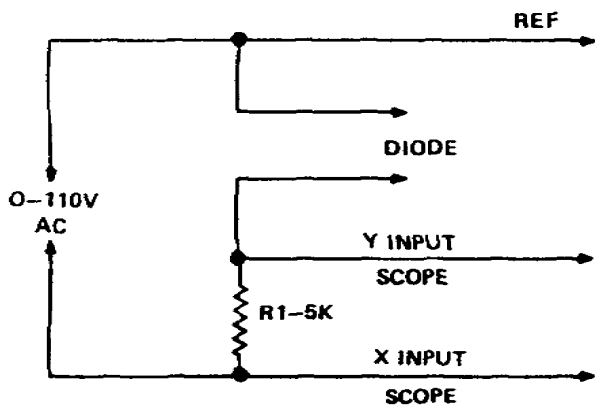 REF
DIODE
0-110V
AC
Y INPUT
SCOPE
R1-5K
X INPUT
SCOPE